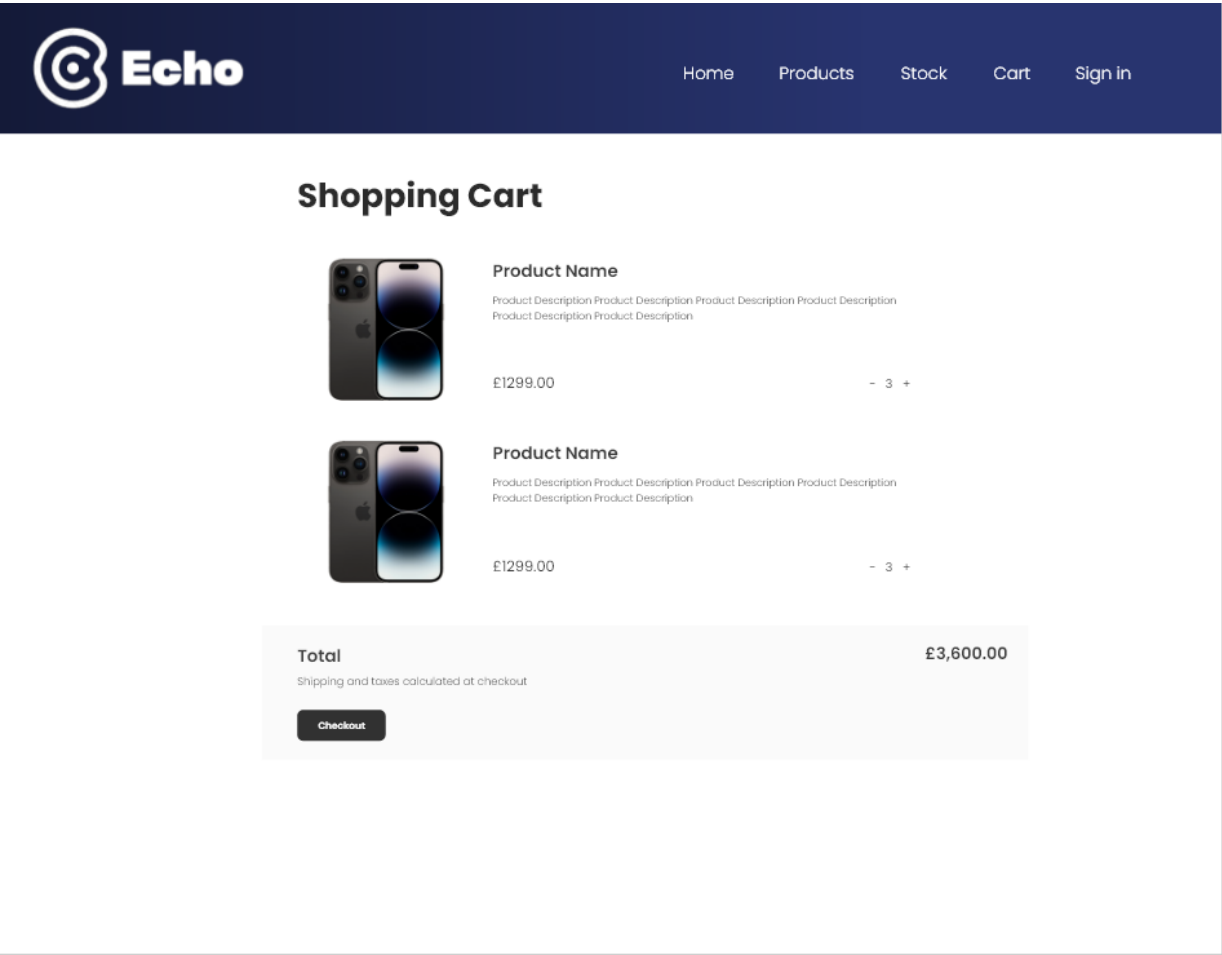 Echo
Home Products Stock Cart Sign in
Shopping Cart
Product Name
Product Description Product Description Product Description Product Description
Product Description Product Description
£1299.00 - 3 +
Product Name
Product Description Product Description Product Description Product Description
Product Description Product Description
£1299.00 - 3 +
Total £3,600.00
Shipping and taxes calculated at checkout
Checkout